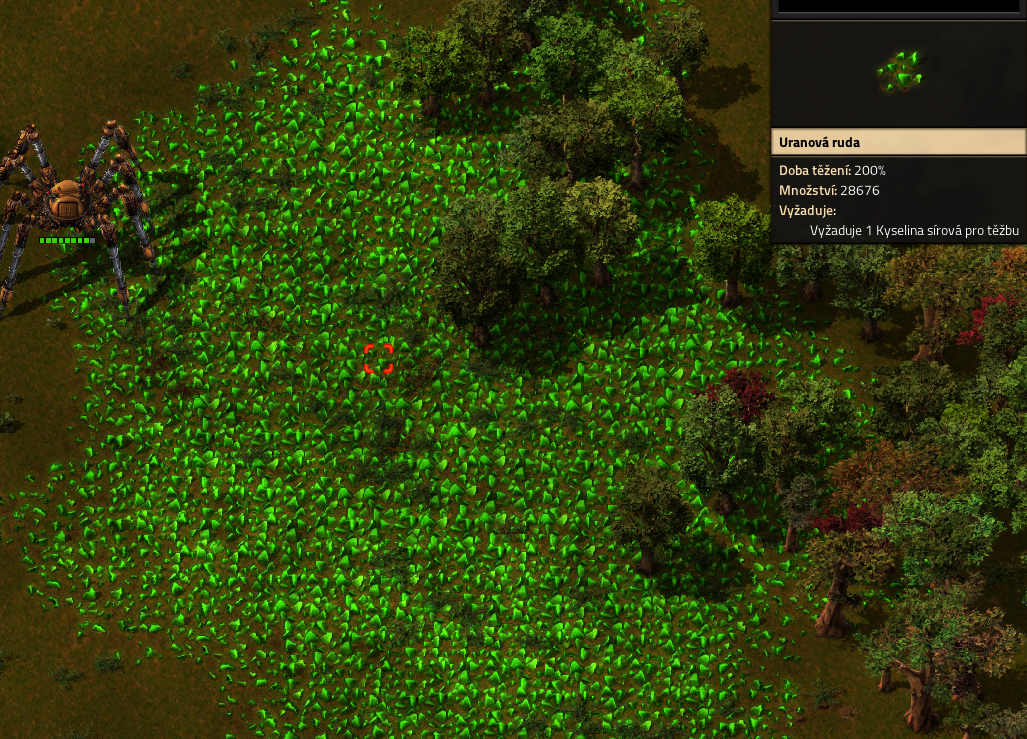 Uranová ruda
Doba těžení: 200%
Množství: 28676
Vyžaduje:
Vyžaduje 1 Kyselina sírová pro těžbu